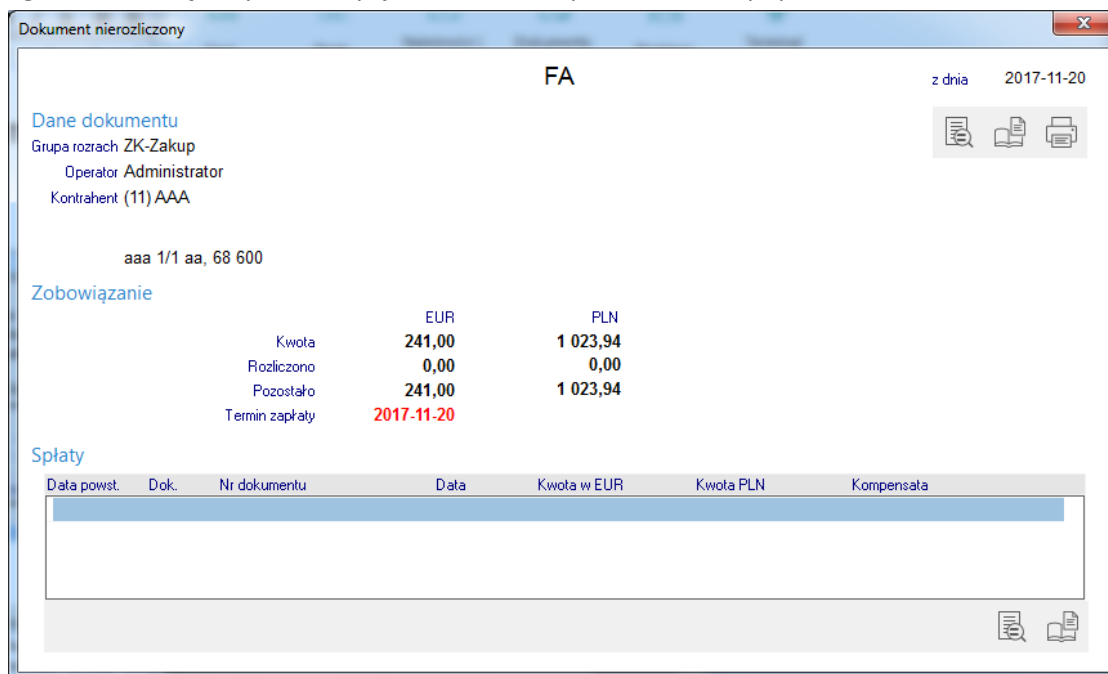 Dokument nierozliczony
FA
z dnia 2017-11-20
Dane dokumentu
Grupa rozrach ZK-Zakup
Operator Administrator
Kontrahent (11) AAA
aaa 1/1 aa, 68 600
Zobowiązanie
EUR PLN
Kwota 241,00 1 023,94
Rozliczono 0,00 0,00
Pozostało 241,00 1 023,94
Termin zapłaty 2017-11-20
Spłaty
Data powst. Dok. Nr dokumentu Data Kwota w EUR Kwota PLN Kompensata